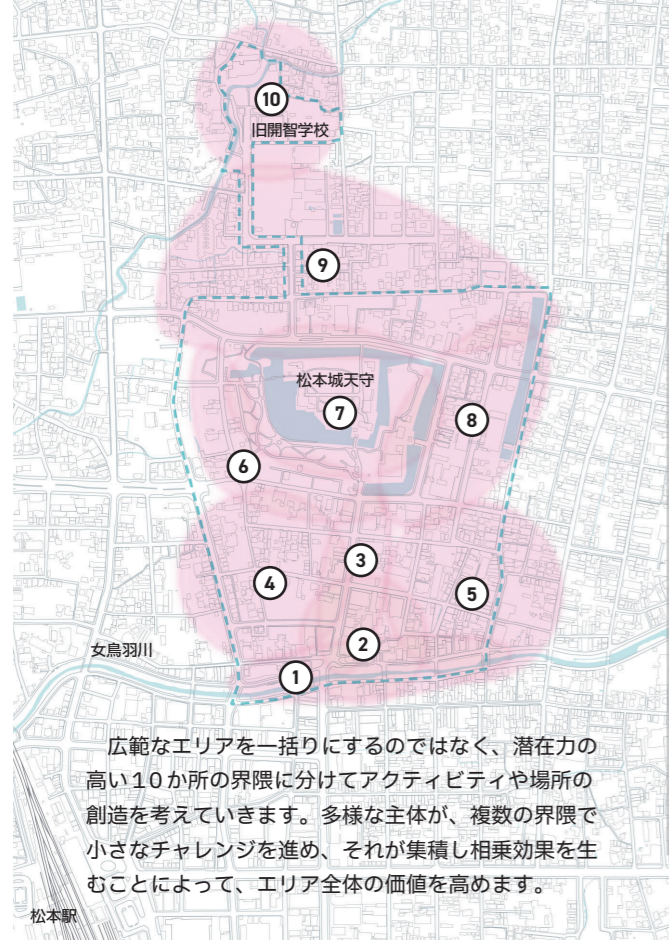 ⑩
旧開智学校
⑨
松本城天守
⑦
⑧
⑥
③
④
⑤
②
女鳥羽川
①
　広範なエリアを一括りにするのではなく、潜在力の
高い10か所の界隈に分けてアクティビティや場所の
創造を考えていきます。多様な主体が、複数の界隈で
小さなチャレンジを進め、それが集積し相乗効果を生
むことによって、エリア全体の価値を高めます。
松本駅